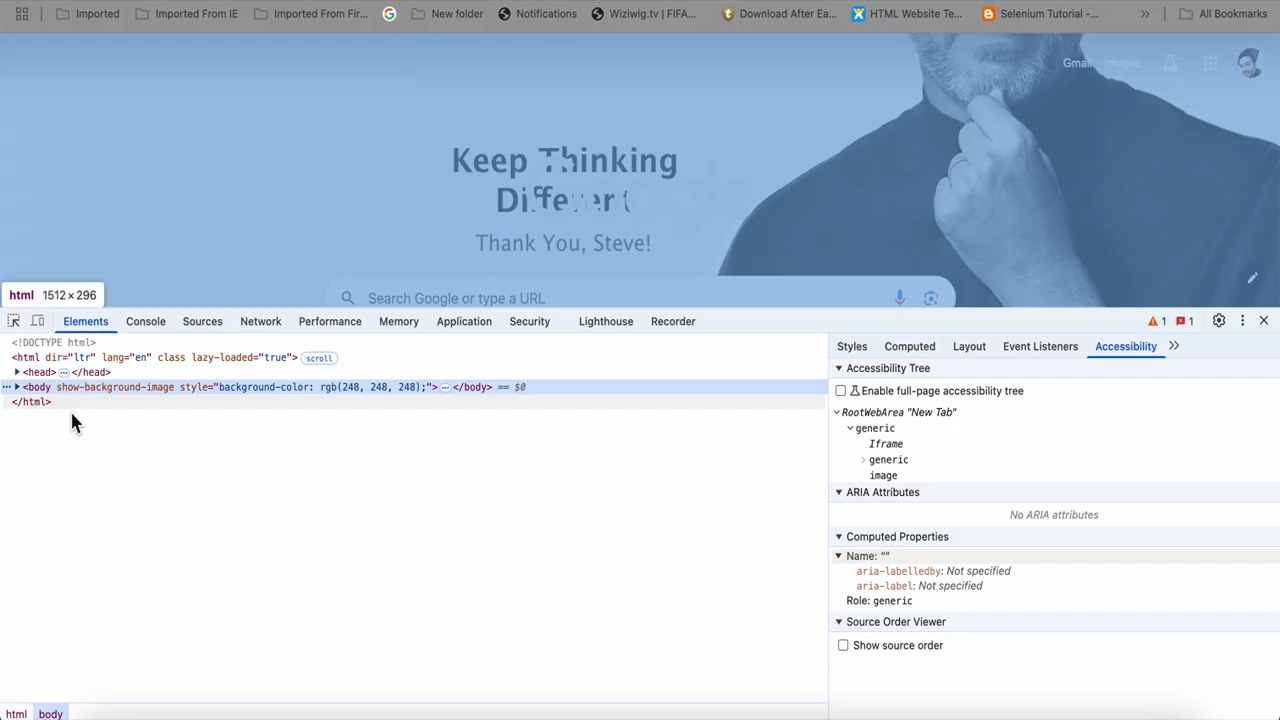 Imported
Imported From IE
Imported From Fir...
New folder
Notifications
Wiziwig.tv | FIFA...
Download After Ea...
HTML Website Te...
Selenium Tutorial -...
»
All Bookmarks
Gmail
Images
Keep Thinking
Different
Thank You, Steve!
Search Google or type a URL
html 1512×296
Elements
Console
Sources
Network
Performance
Memory
Application
Security
Lighthouse
Recorder
1
1
<!DOCTYPE html>
<html dir="ltr" lang="en" class lazy-loaded="true"> scroll
<head> … </head>
<body show-background-image style="background-color: rgb(248, 248, 248);"> … </body> == $0
</html>
html body
Styles
Computed
Layout
Event Listeners
Accessibility
Accessibility Tree
Enable full-page accessibility tree
RootWebArea "New Tab"
generic
Iframe
generic
image
ARIA Attributes
No ARIA attributes
Computed Properties
Name: ""
aria-labelledby: Not specified
aria-label: Not specified
Role: generic
Source Order Viewer
Show source order